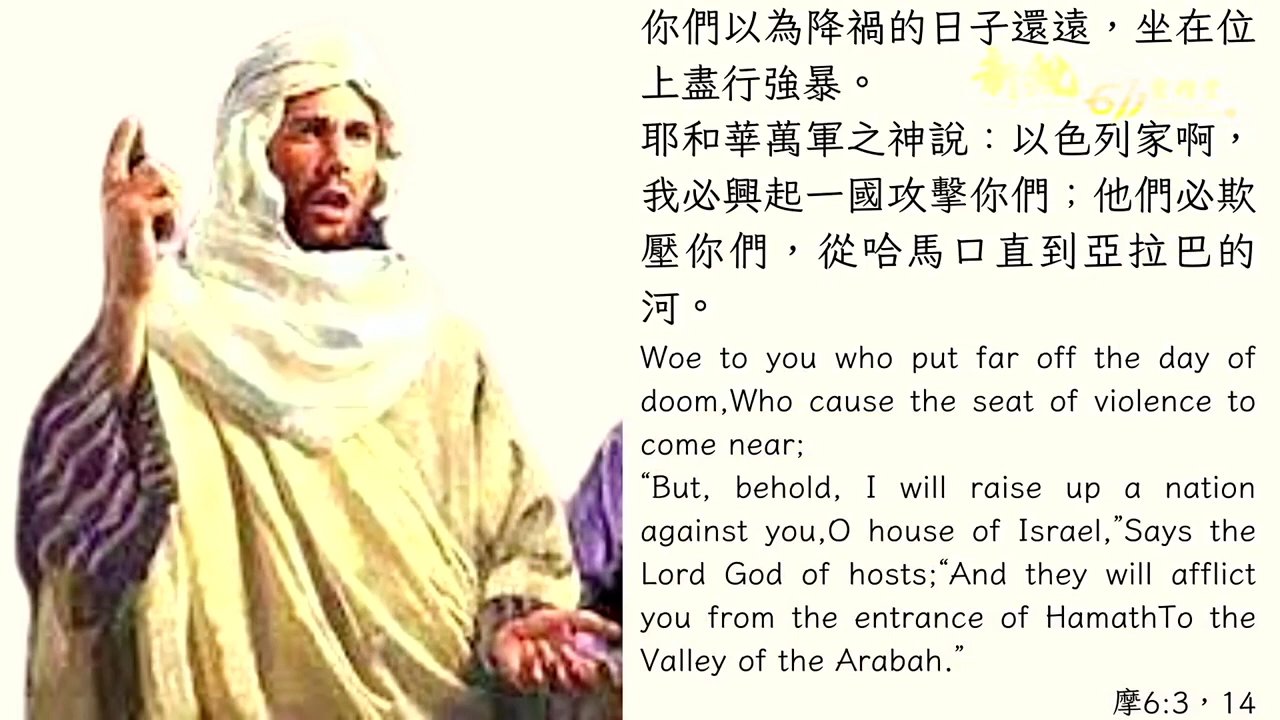 你們以為降禍的日子還遠，坐在位
上盡行強暴。
耶和華萬軍之神說：以色列家啊，
我必興起一國攻擊你們；他們必欺
壓你們，從哈馬口直到亞拉巴的
河。
Woe to you who put far off the day of
doom,Who cause the seat of violence to
come near;
“But, behold, I will raise up a nation
against you,O house of Israel,”Says the
Lord God of hosts;“And they will afflict
you from the entrance of HamathTo the
Valley of the Arabah.”
摩6:3，14
611